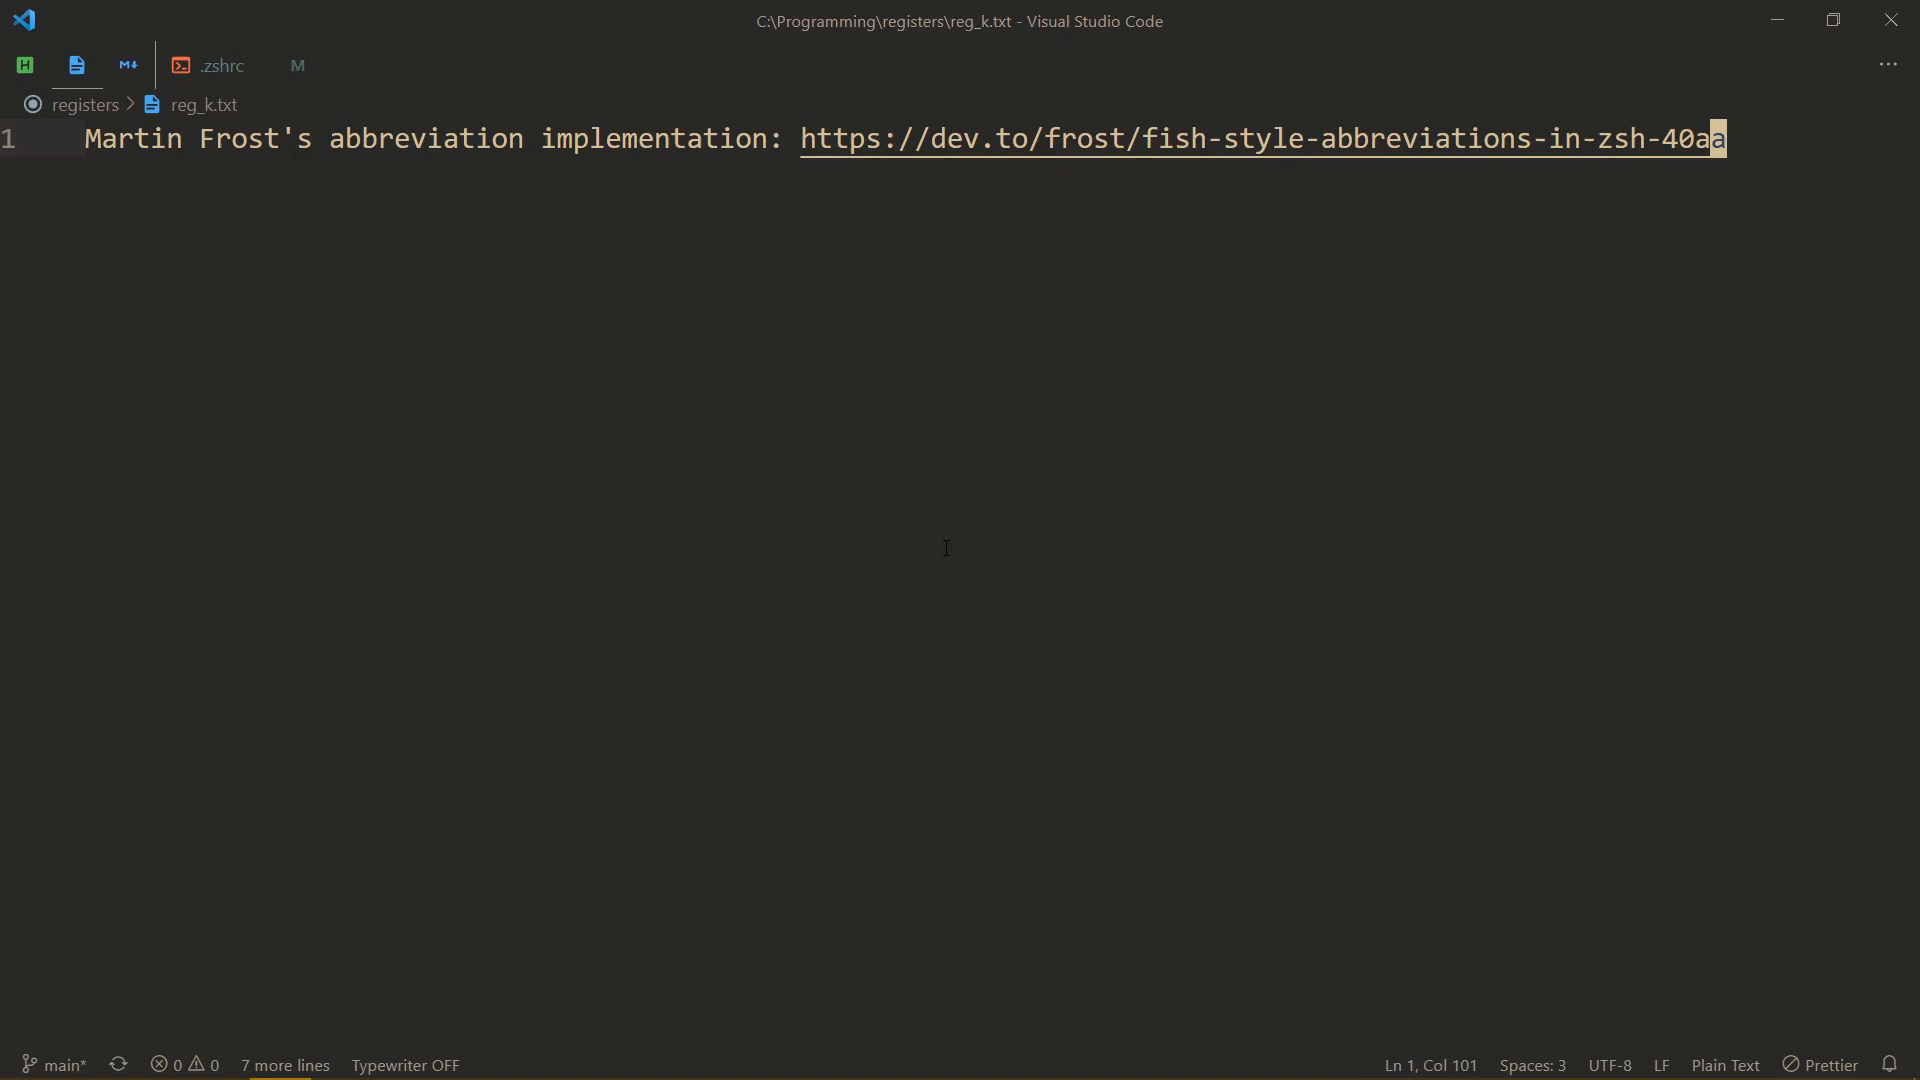 C:\Programming\registers\reg_k.txt - Visual Studio Code
H
M
.zshrc M
registers > reg_k.txt
1 Martin Frost's abbreviation implementation: https://dev.to/frost/fish-style-abbreviations-in-zsh-40aa
main* 0 0 7 more lines Typewriter OFF Ln 1, Col 101 Spaces: 3 UTF-8 LF Plain Text Prettier